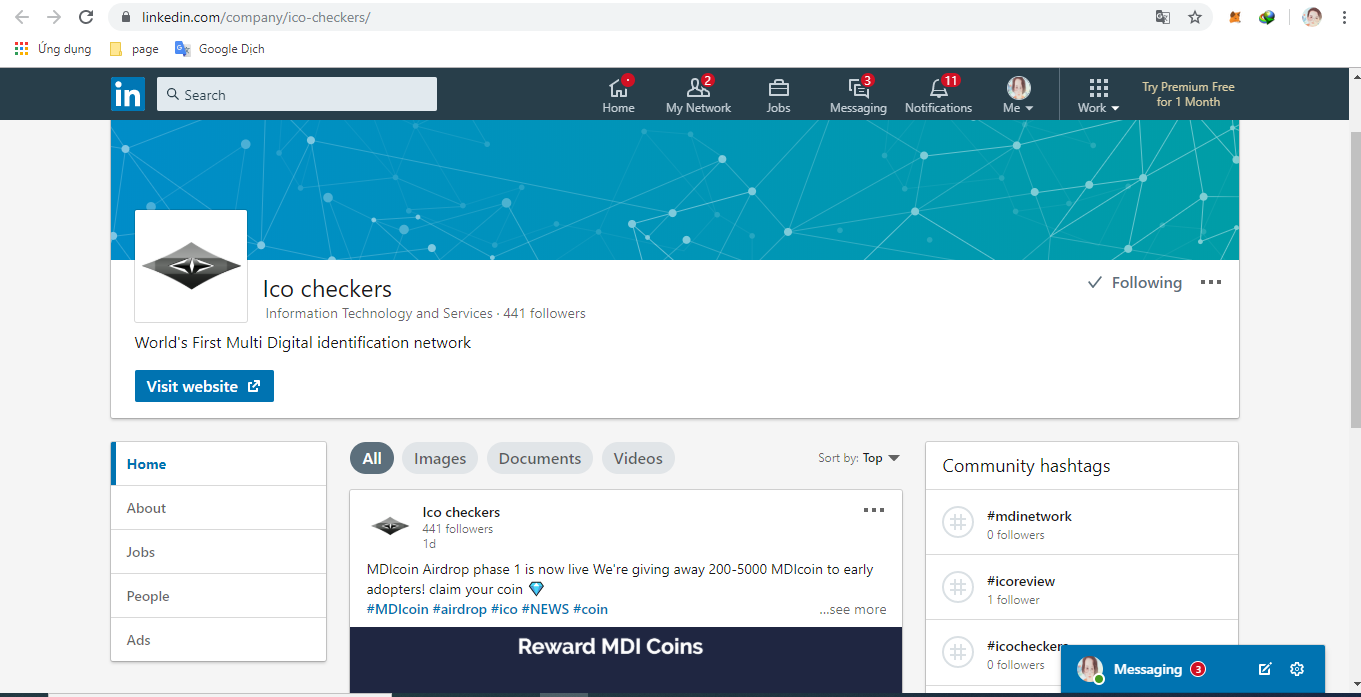 linkedin.com/company/ico-checkers/
Ứng dụng page Google Dịch
in Search Home 2 My Network Jobs 3 Messaging 11 Notifications Me Work Try Premium Free
for 1 Month
Ico checkers
Following
Information Technology and Services · 441 followers
World's First Multi Digital identification network
Visit website
Home
About
Jobs
People
Ads
All Images Documents Videos Sort by: Top
Ico checkers
441 followers
1d
MDIcoin Airdrop phase 1 is now live We're giving away 200-5000 MDIcoin to early
adopters! claim your coin 💎
#MDIcoin #airdrop #ico #NEWS #coin ...see more
Reward MDI Coins
Community hashtags
#mdinetwork
0 followers
#icoreview
1 follower
#icocheckers
0 followers
Messaging 3